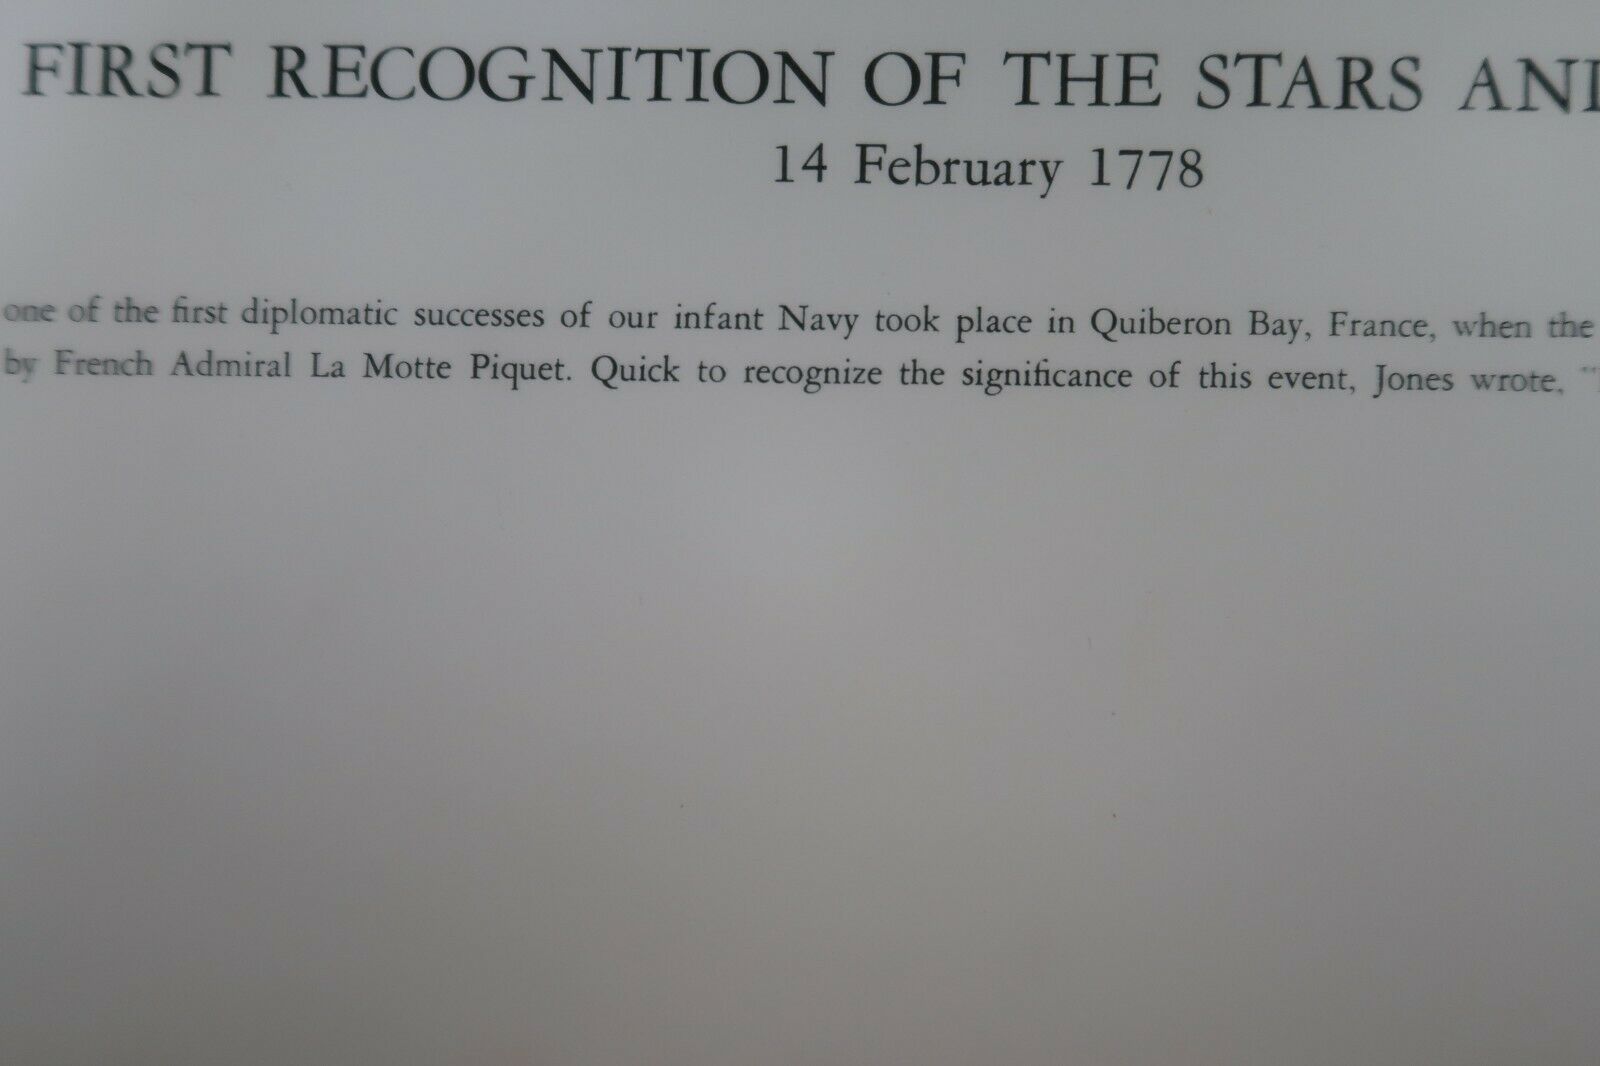 FIRST RECOGNITION OF THE STARS AND
14 February 1778
one of the first diplomatic successes of our infant Navy took place in Quiberon Bay, France, when the
by French Admiral La Motte Piquet. Quick to recognize the significance of this event, Jones wrote, "